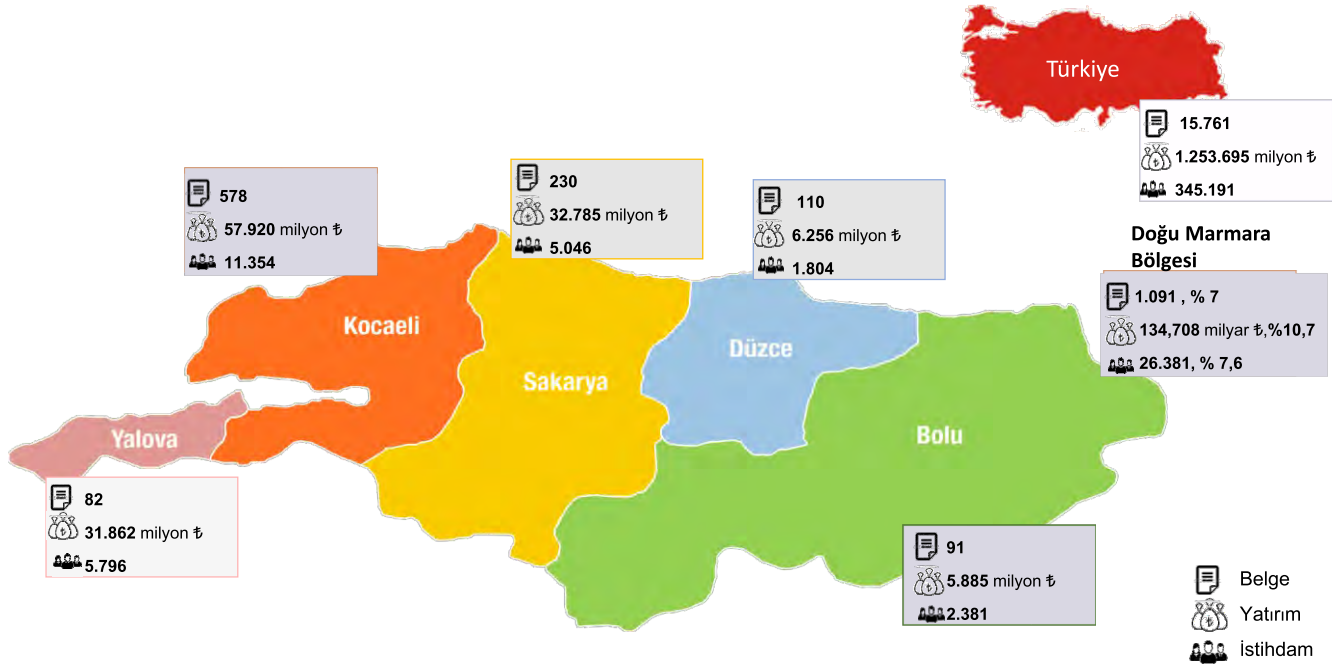 Türkiye
15.761
1.253.695 milyon ₺
345.191
578
57.920 milyon ₺
11.354
230
32.785 milyon ₺
5.046
110
6.256 milyon ₺
1.804
Doğu Marmara
Bölgesi
1.091 , % 7
134,708 milyar ₺,%10,7
26.381, % 7,6
Kocaeli
Sakarya
Düzce
Yalova
Bolu
82
31.862 milyon ₺
5.796
91
5.885 milyon ₺
2.381
Belge
Yatırım
İstihdam